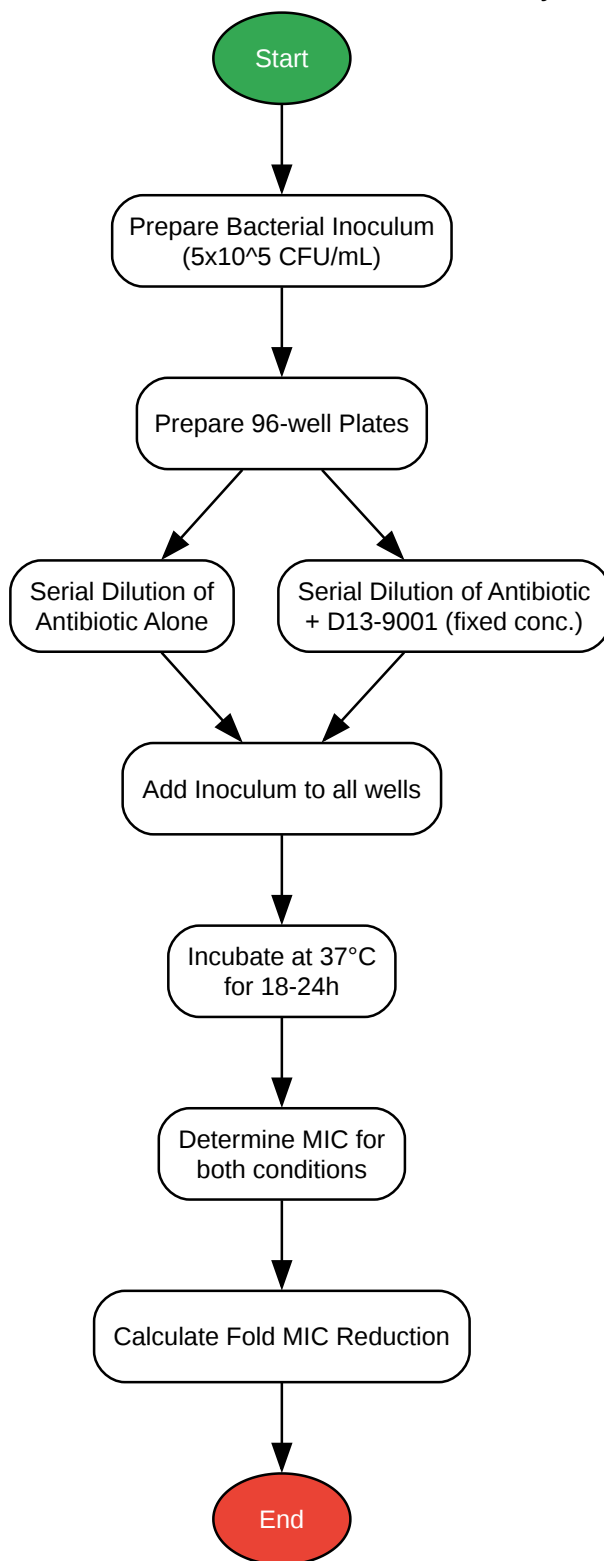 Start
Prepare Bacterial Inoculum
(5x10^5 CFU/mL)
Prepare 96-well Plates
Serial Dilution of
Antibiotic Alone
Serial Dilution of Antibiotic
+ D13-9001 (fixed conc.)
Add Inoculum to all wells
Incubate at 37°C
for 18-24h
Determine MIC for
both conditions
Calculate Fold MIC Reduction
End